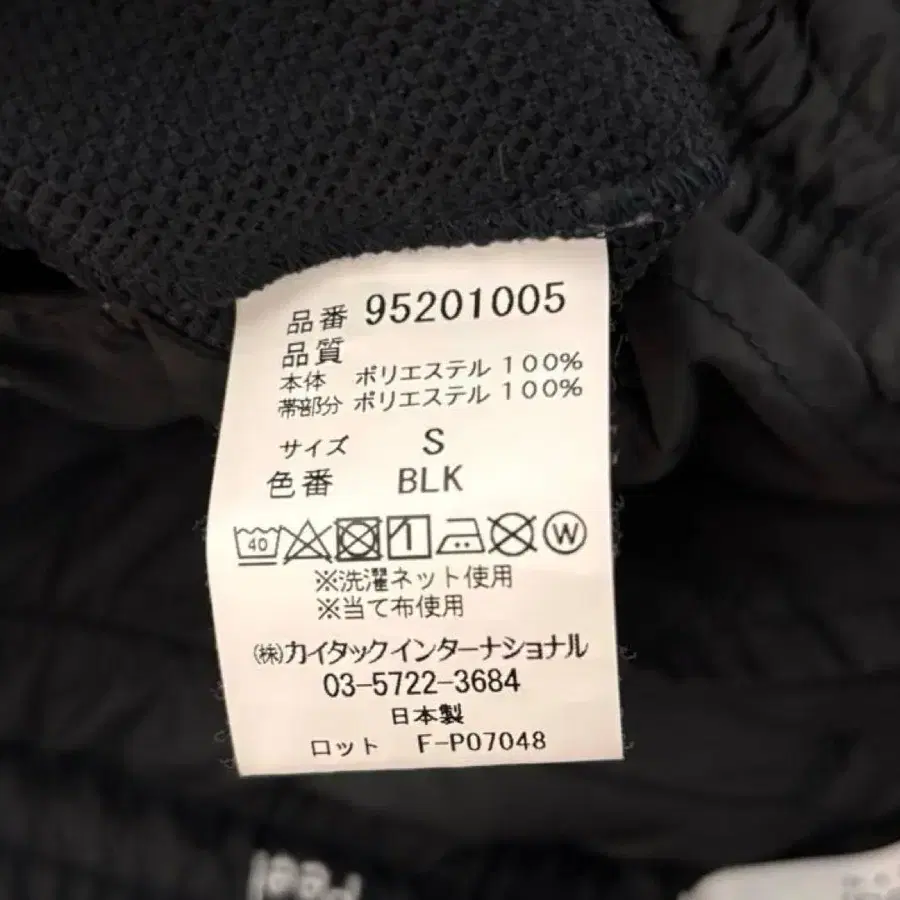 品番 95201005
品質
本体 ポリエステル 100%
帯部分 ポリエステル 100%
サイズ S
色番 BLK
40 W
※洗濯ネット使用
※当て布使用
(株)カイタックインターナショナル
03-5722-3684
日本製
ロット F-P07048